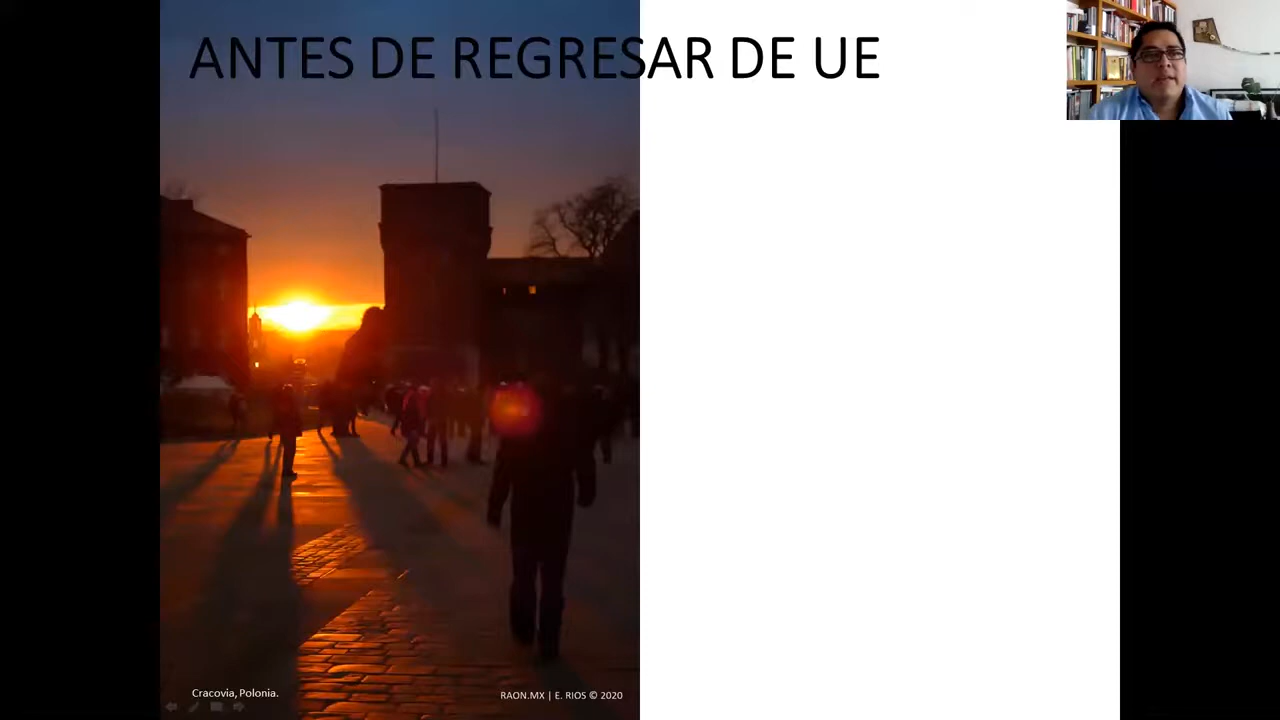 ANTES DE REGRESAR DE UE
Cracovia, Polonia.
RAON.MX | E. RIOS © 2020